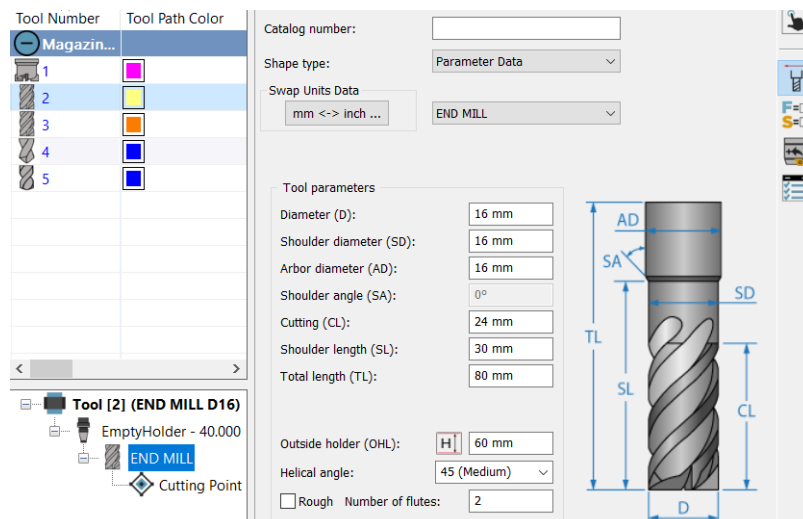 Tool Number Tool Path Color
Magazin...
1
2
3
4
5
Tool [2] (END MILL D16)
EmptyHolder - 40.000
END MILL
Cutting Point
Catalog number:
Shape type: Parameter Data
Swap Units Data
mm <-> inch ... END MILL
Tool parameters
Diameter (D): 16 mm
Shoulder diameter (SD): 16 mm
Arbor diameter (AD): 16 mm
Shoulder angle (SA): 0º
Cutting (CL): 24 mm
Shoulder length (SL): 30 mm
Total length (TL): 80 mm
Outside holder (OHL): H 60 mm
Helical angle: 45 (Medium)
Rough Number of flutes: 2
AD
SA
SD
TL
SL
CL
D
F=
S=